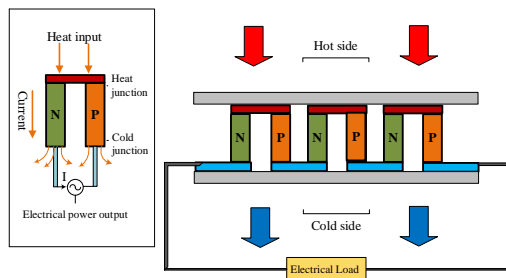 Heat input
Heat
junction
Current
N
P
Cold
junction
I
Electrical power output
Hot side
N
P
N
P
N
P
Cold side
Electrical Load